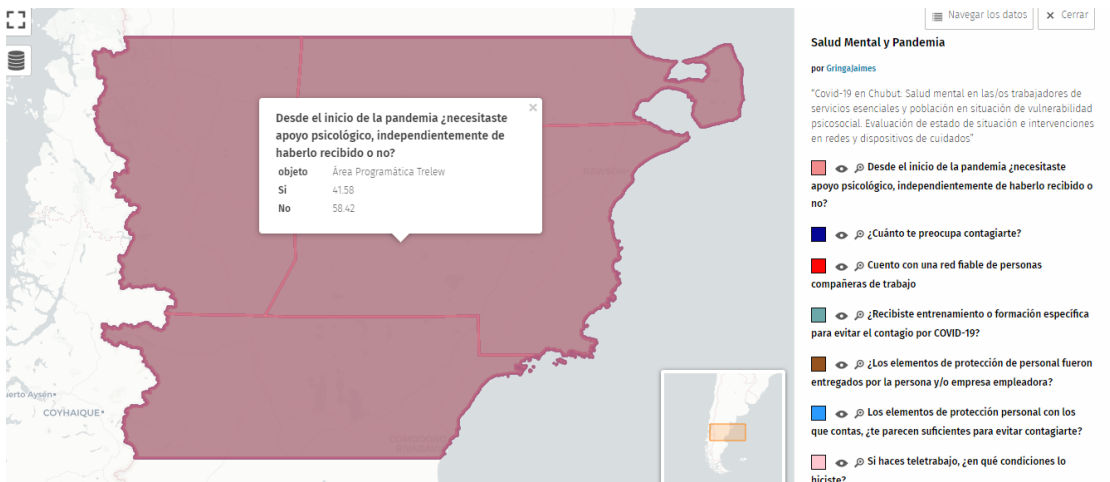 Desde el inicio de la pandemia ¿necesitaste
apoyo psicológico, independientemente de
haberlo recibido o no?
objeto Área Programática Trelew
Si 41.58
No 58.42
COYHAIQUE
Navegar los datos
Cerrar
Salud Mental y Pandemia
por GringaJaimes
"Covid-19 en Chubut: Salud mental en las/os trabajadores de
servicios esenciales y población en situación de vulnerabilidad
psicosocial. Evaluación de estado de situación e intervenciones
en redes y dispositivos de cuidados"
Desde el inicio de la pandemia ¿necesitaste
apoyo psicológico, independientemente de haberlo recibido o
no?
¿Cuánto te preocupa contagiarte?
Cuento con una red fiable de personas
compañeras de trabajo
¿Recibiste entrenamiento o formación específica
para evitar el contagio por COVID-19?
¿Los elementos de protección de personal fueron
entregados por la persona y/o empresa empleadora?
Los elementos de protección personal con los
que contas, ¿te parecen suficientes para evitar contagiarte?
Si haces teletrabajo, ¿en qué condiciones lo
hiciste?